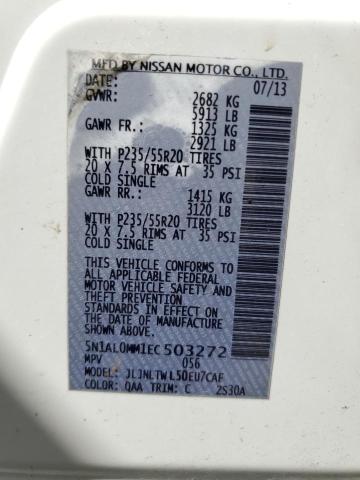 MFD BY NISSAN MOTOR CO., LTD.
DATE: 07/13
GVWR: 2682 KG
5913 LB
GAWR FR.: 1325 KG
2921 LB
WITH P235/55R20 TIRES
20 X 7.5 RIMS AT 35 PSI
COLD SINGLE
GAWR RR.: 1415 KG
3120 LB
WITH P235/55R20 TIRES
20 X 7.5 RIMS AT 35 PSI
COLD SINGLE
THIS VEHICLE CONFORMS TO
ALL APPLICABLE FEDERAL
MOTOR VEHICLE SAFETY AND
THEFT PREVENTION
STANDARDS IN EFFECT ON
THE DATE OF MANUFACTURE
SHOWN ABOVE.
5N1AL0MM1EC503272
MPV 056
MODEL: JLJNLTWL50EU7CAF
COLOR: QAA TRIM: C 2S30A